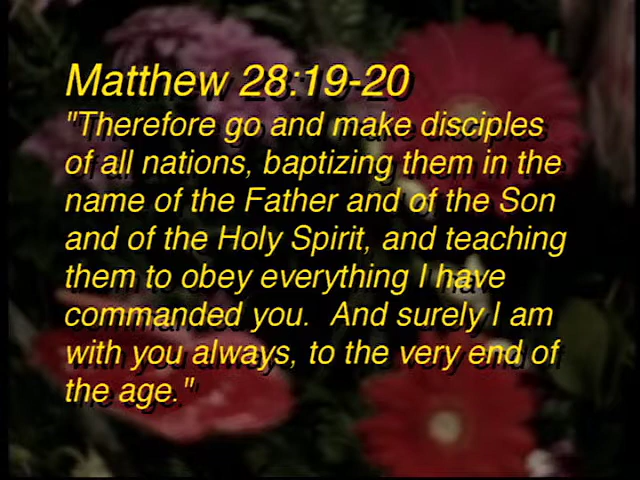 Matthew 28:19-20
"Therefore go and make disciples
of all nations, baptizing them in the
name of the Father and of the Son
and of the Holy Spirit, and teaching
them to obey everything I have
commanded you.  And surely I am
with you always, to the very end of
the age."